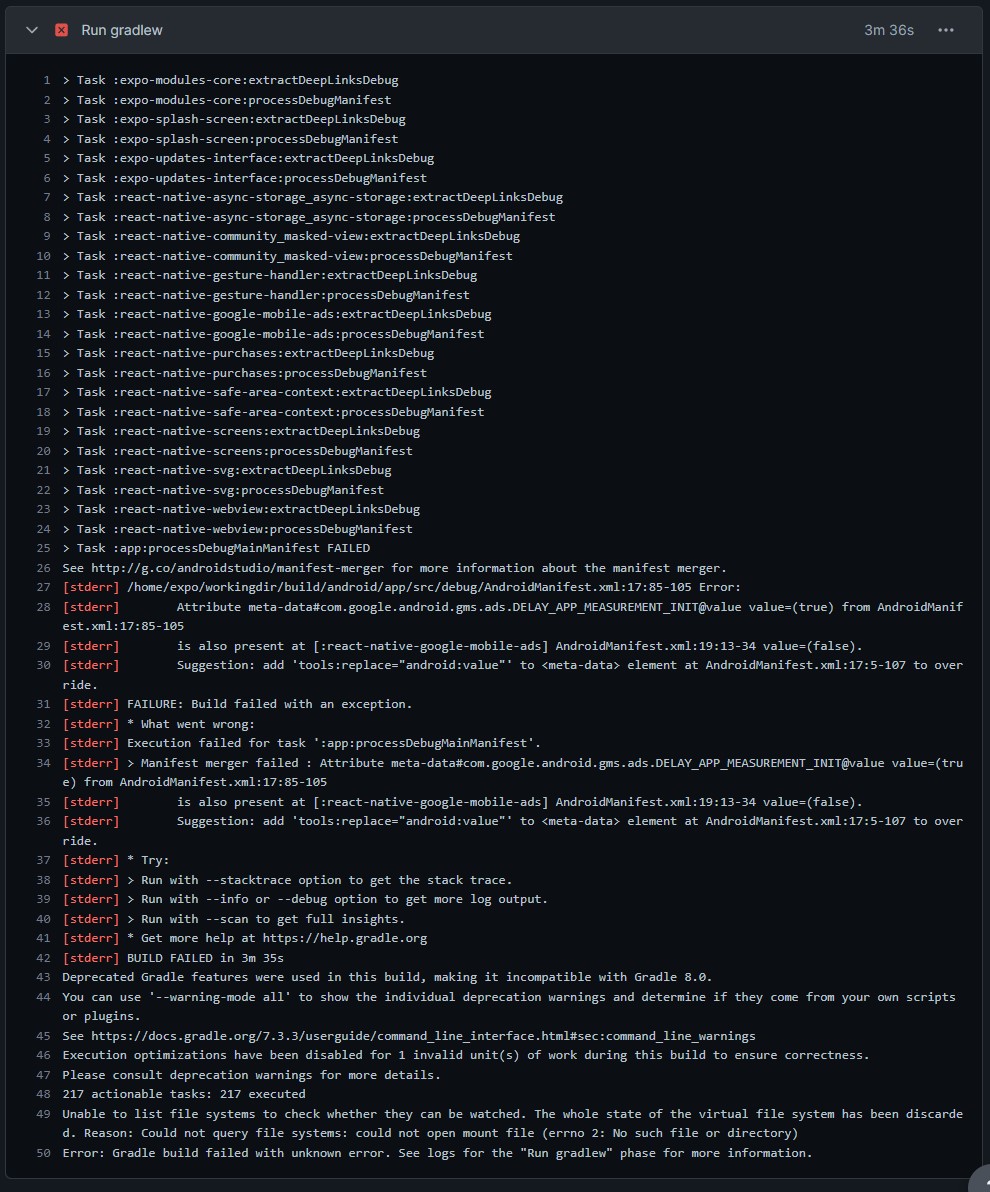 Run gradlew 3m 36s
1 > Task :expo-modules-core:extractDeepLinksDebug
2 > Task :expo-modules-core:processDebugManifest
3 > Task :expo-splash-screen:extractDeepLinksDebug
4 > Task :expo-splash-screen:processDebugManifest
5 > Task :expo-updates-interface:extractDeepLinksDebug
6 > Task :expo-updates-interface:processDebugManifest
7 > Task :react-native-async-storage_async-storage:extractDeepLinksDebug
8 > Task :react-native-async-storage_async-storage:processDebugManifest
9 > Task :react-native-community_masked-view:extractDeepLinksDebug
10 > Task :react-native-community_masked-view:processDebugManifest
11 > Task :react-native-gesture-handler:extractDeepLinksDebug
12 > Task :react-native-gesture-handler:processDebugManifest
13 > Task :react-native-google-mobile-ads:extractDeepLinksDebug
14 > Task :react-native-google-mobile-ads:processDebugManifest
15 > Task :react-native-purchases:extractDeepLinksDebug
16 > Task :react-native-purchases:processDebugManifest
17 > Task :react-native-safe-area-context:extractDeepLinksDebug
18 > Task :react-native-safe-area-context:processDebugManifest
19 > Task :react-native-screens:extractDeepLinksDebug
20 > Task :react-native-screens:processDebugManifest
21 > Task :react-native-svg:extractDeepLinksDebug
22 > Task :react-native-svg:processDebugManifest
23 > Task :react-native-webview:extractDeepLinksDebug
24 > Task :react-native-webview:processDebugManifest
25 > Task :app:processDebugMainManifest FAILED
26 See http://g.co/androidstudio/manifest-merger for more information about the manifest merger.
27 [stderr] /home/expo/workingdir/build/android/app/src/debug/AndroidManifest.xml:17:85-105 Error:
28 [stderr] Attribute meta-data#com.google.android.gms.ads.DELAY_APP_MEASUREMENT_INIT@value value=(true) from AndroidManif
est.xml:17:85-105
29 [stderr] is also present at [:react-native-google-mobile-ads] AndroidManifest.xml:19:13-34 value=(false).
30 [stderr] Suggestion: add 'tools:replace="android:value"' to <meta-data> element at AndroidManifest.xml:17:5-107 to over
ride.
31 [stderr] FAILURE: Build failed with an exception.
32 [stderr] * What went wrong:
33 [stderr] Execution failed for task ':app:processDebugMainManifest'.
34 [stderr] > Manifest merger failed : Attribute meta-data#com.google.android.gms.ads.DELAY_APP_MEASUREMENT_INIT@value value=(tru
e) from AndroidManifest.xml:17:85-105
35 [stderr] is also present at [:react-native-google-mobile-ads] AndroidManifest.xml:19:13-34 value=(false).
36 [stderr] Suggestion: add 'tools:replace="android:value"' to <meta-data> element at AndroidManifest.xml:17:5-107 to over
ride.
37 [stderr] * Try:
38 [stderr] > Run with --stacktrace option to get the stack trace.
39 [stderr] > Run with --info or --debug option to get more log output.
40 [stderr] > Run with --scan to get full insights.
41 [stderr] * Get more help at https://help.gradle.org
42 [stderr] BUILD FAILED in 3m 35s
43 Deprecated Gradle features were used in this build, making it incompatible with Gradle 8.0.
44 You can use '--warning-mode all' to show the individual deprecation warnings and determine if they come from your own scripts
or plugins.
45 See https://docs.gradle.org/7.3.3/userguide/command_line_interface.html#sec:command_line_warnings
46 Execution optimizations have been disabled for 1 invalid unit(s) of work during this build to ensure correctness.
47 Please consult deprecation warnings for more details.
48 217 actionable tasks: 217 executed
49 Unable to list file systems to check whether they can be watched. The whole state of the virtual file system has been discarde
d. Reason: Could not query file systems: could not open mount file (errno 2: No such file or directory)
50 Error: Gradle build failed with unknown error. See logs for the "Run gradlew" phase for more information.